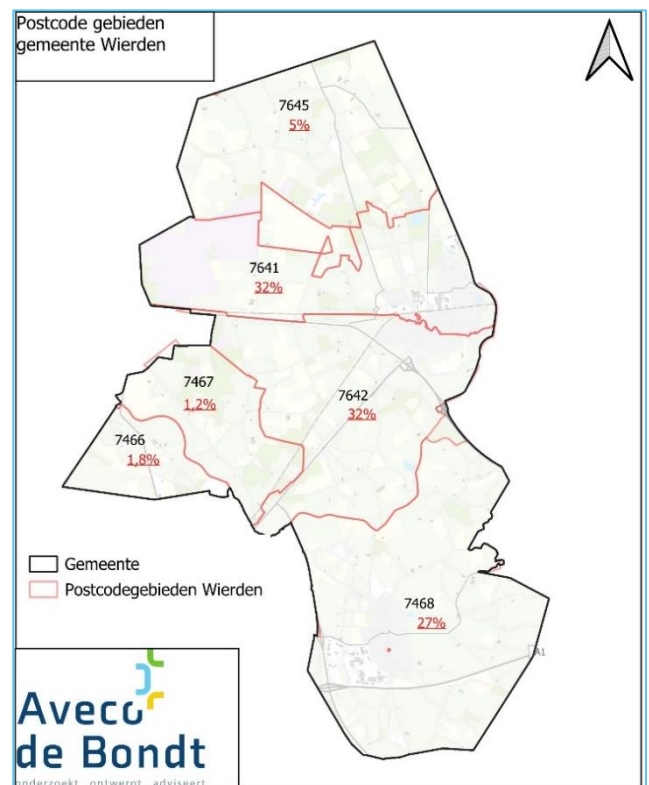 Postcode gebieden
gemeente Wierden
7645
5%
7641
32%
7467
1,2%
7642
32%
7466
1,8%
Gemeente
Postcodegebieden Wierden
7468
27%
A1
Aveco
de Bondt
onderzoekt ontwerpt adviseert